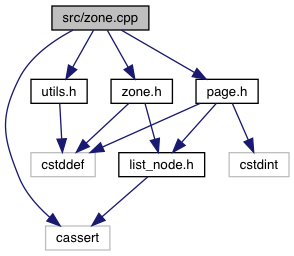 src/zone.cpp
utils.h
zone.h
page.h
cstddef
list_node.h
cstdint
cassert